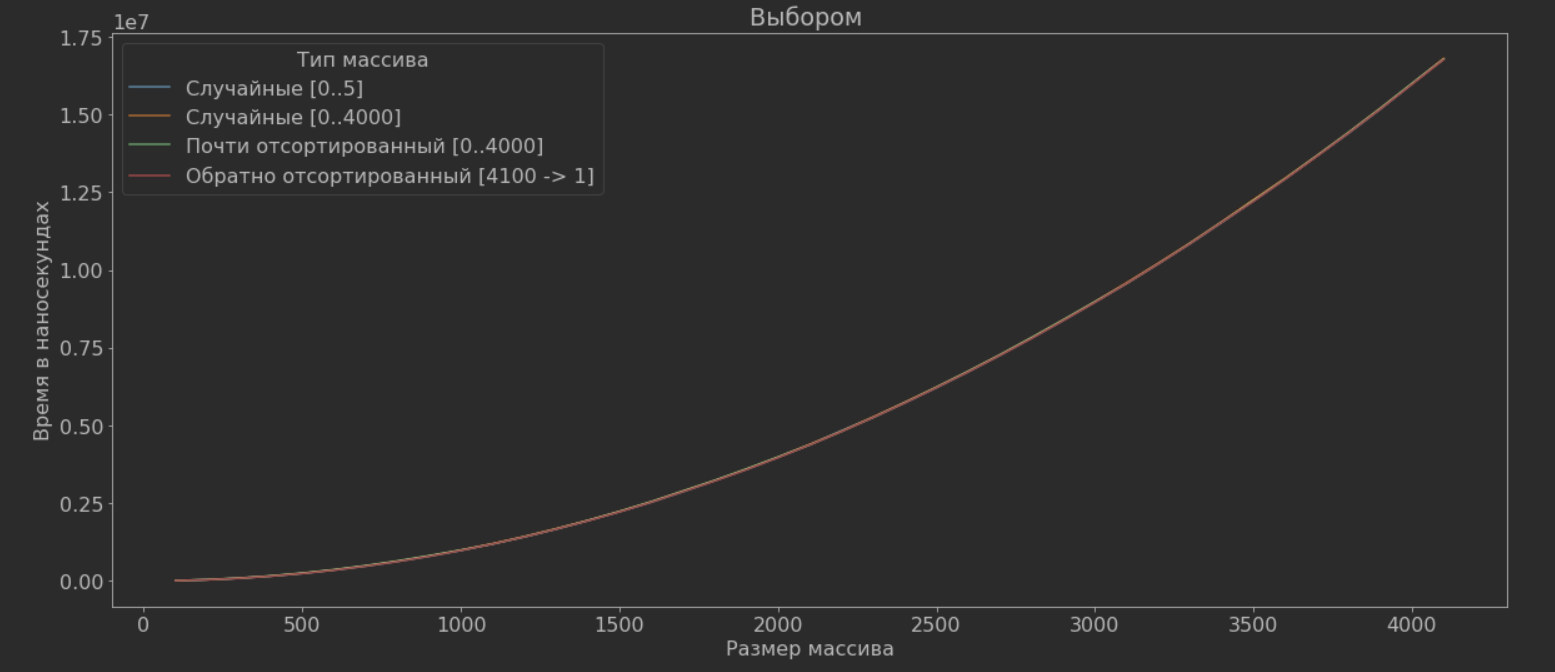 Выбором
1e7
Тип массива
Случайные [0..5]
Случайные [0..4000]
Почти отсортированный [0..4000]
Обратно отсортированный [4100 -> 1]
Время в наносекундах
1.75
1.50
1.25
1.00
0.75
0.50
0.25
0.00
0 500 1000 1500 2000 2500 3000 3500 4000
Размер массива